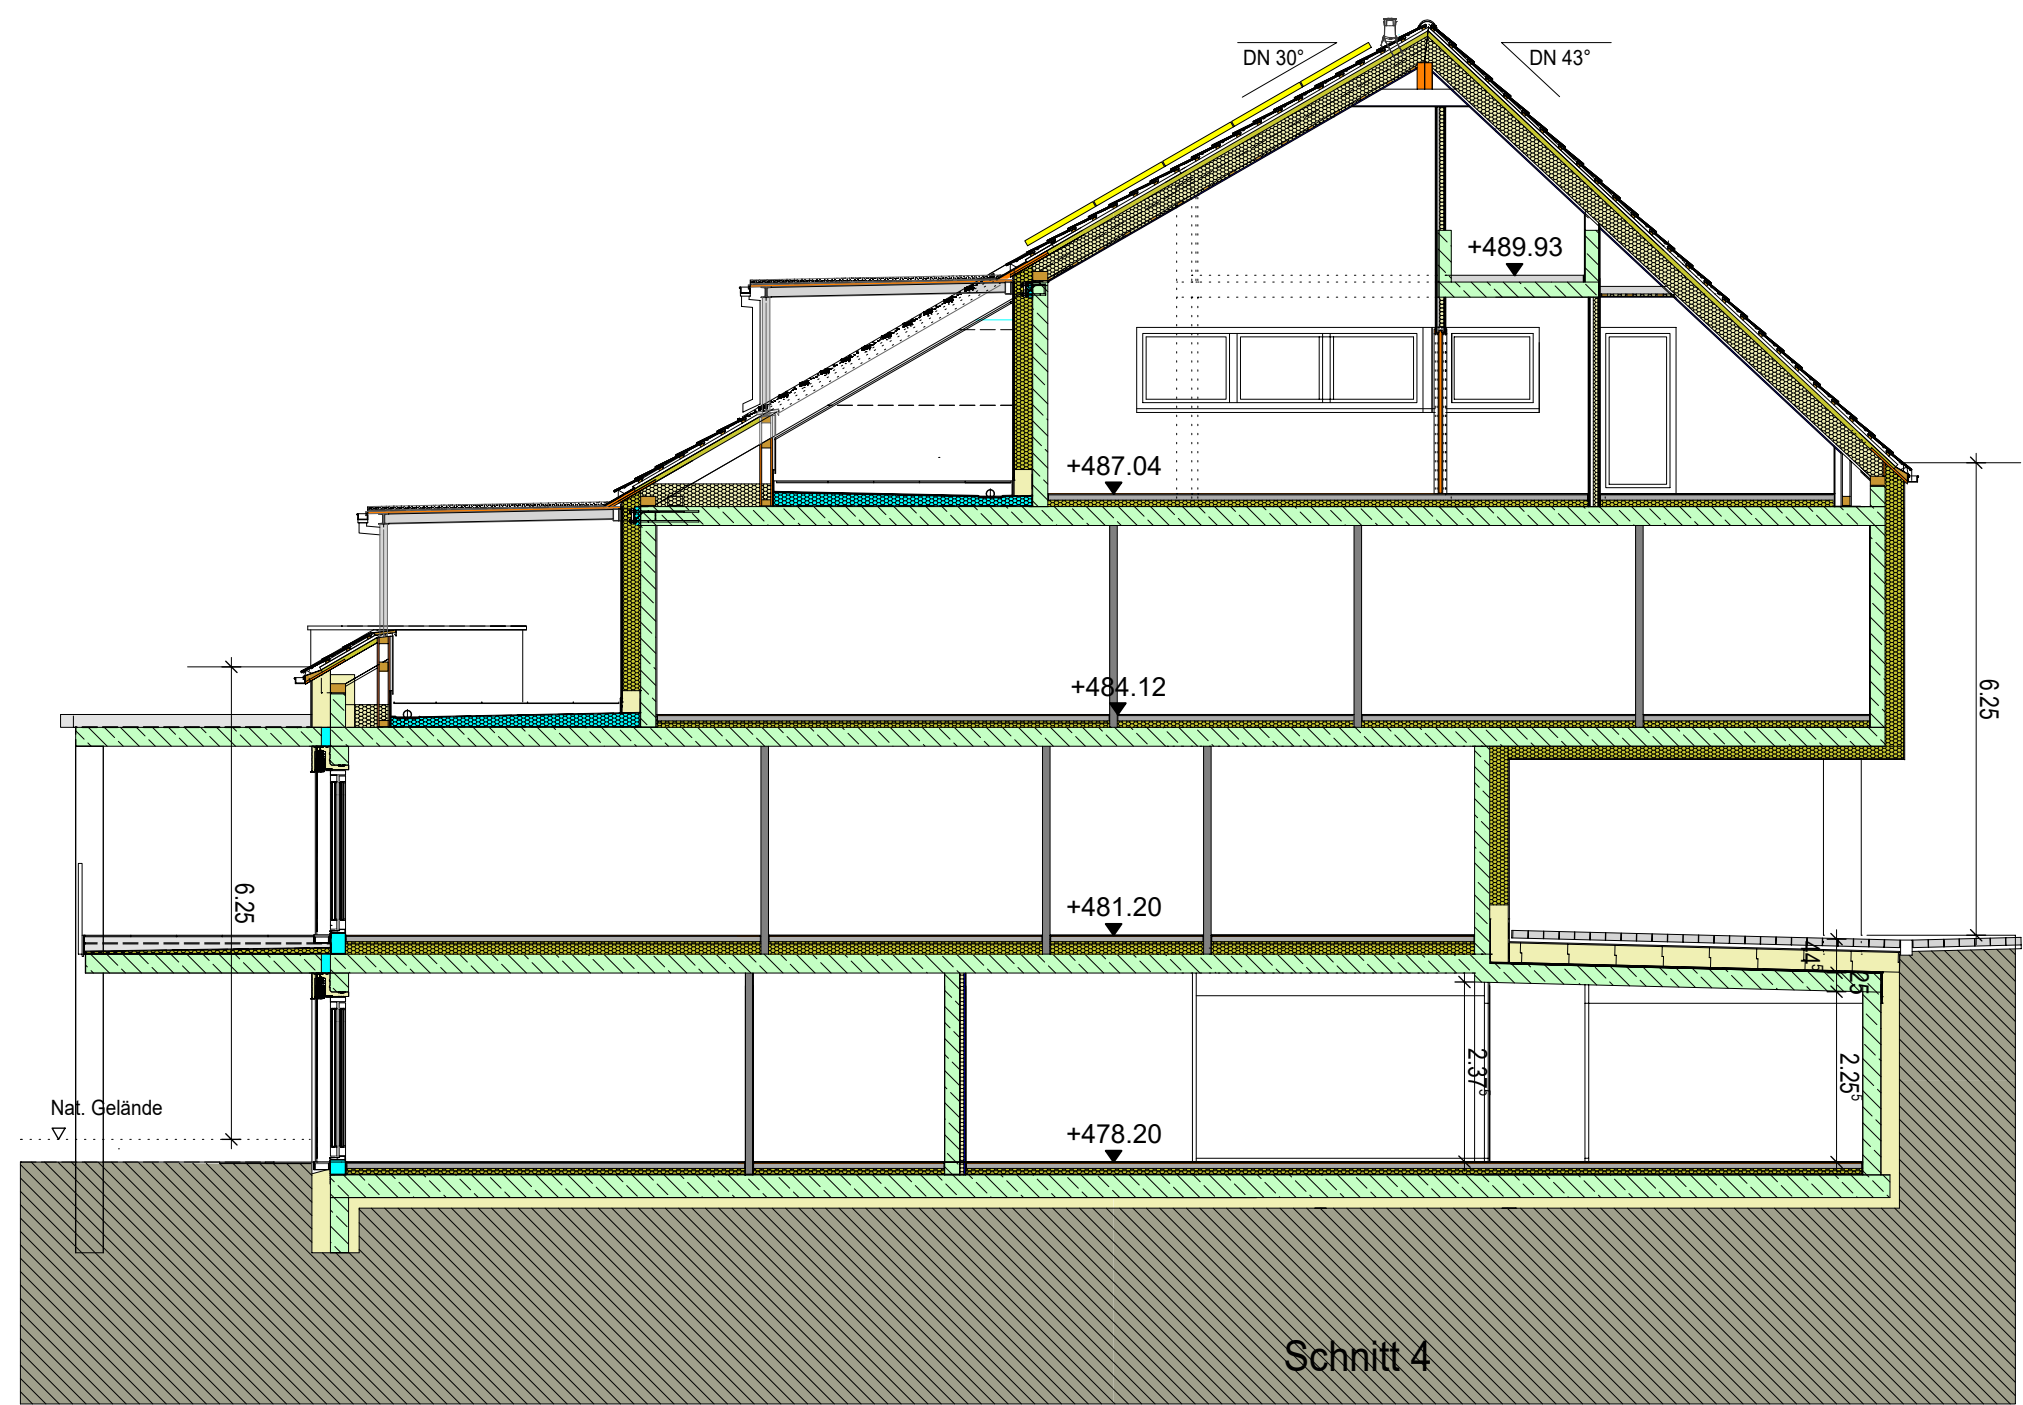 DN 30°
DN 43°
+489.93
+487.04
+484.12
6.25
6.25
+481.20
44⁵
25
2.37⁵
2.25⁵
Nat. Gelände
+478.20
Schnitt 4